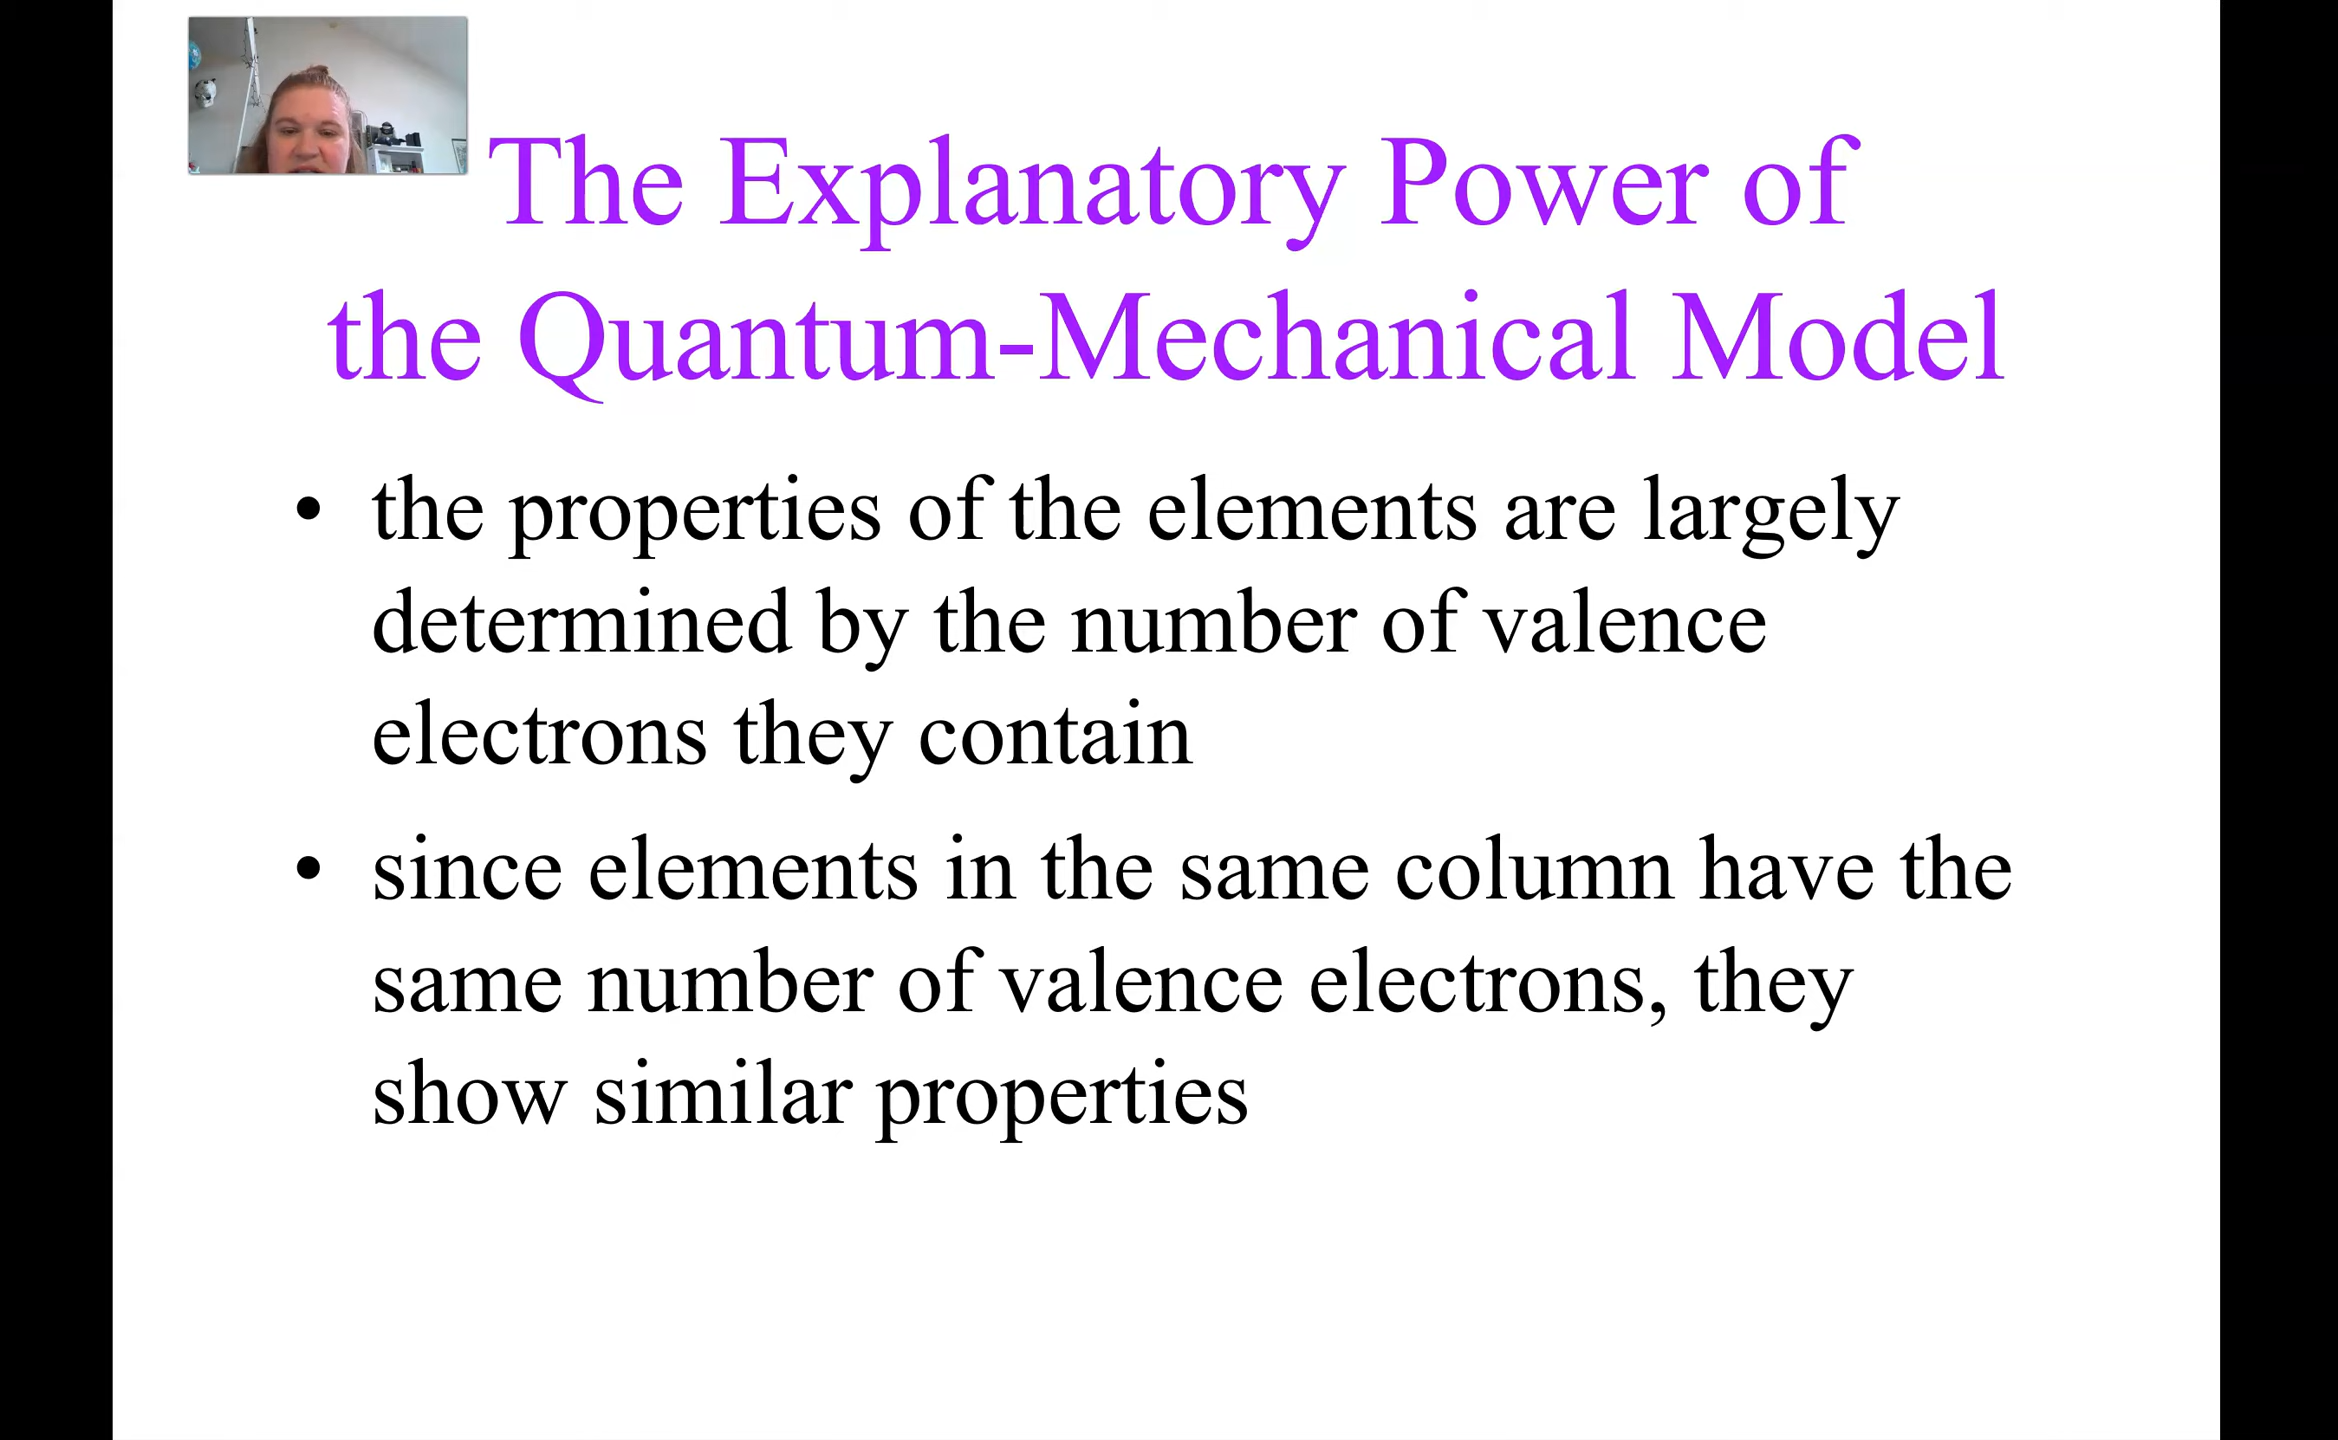 The Explanatory Power of
the Quantum-Mechanical Model
• the properties of the elements are largely
determined by the number of valence
electrons they contain
• since elements in the same column have the
same number of valence electrons, they
show similar properties